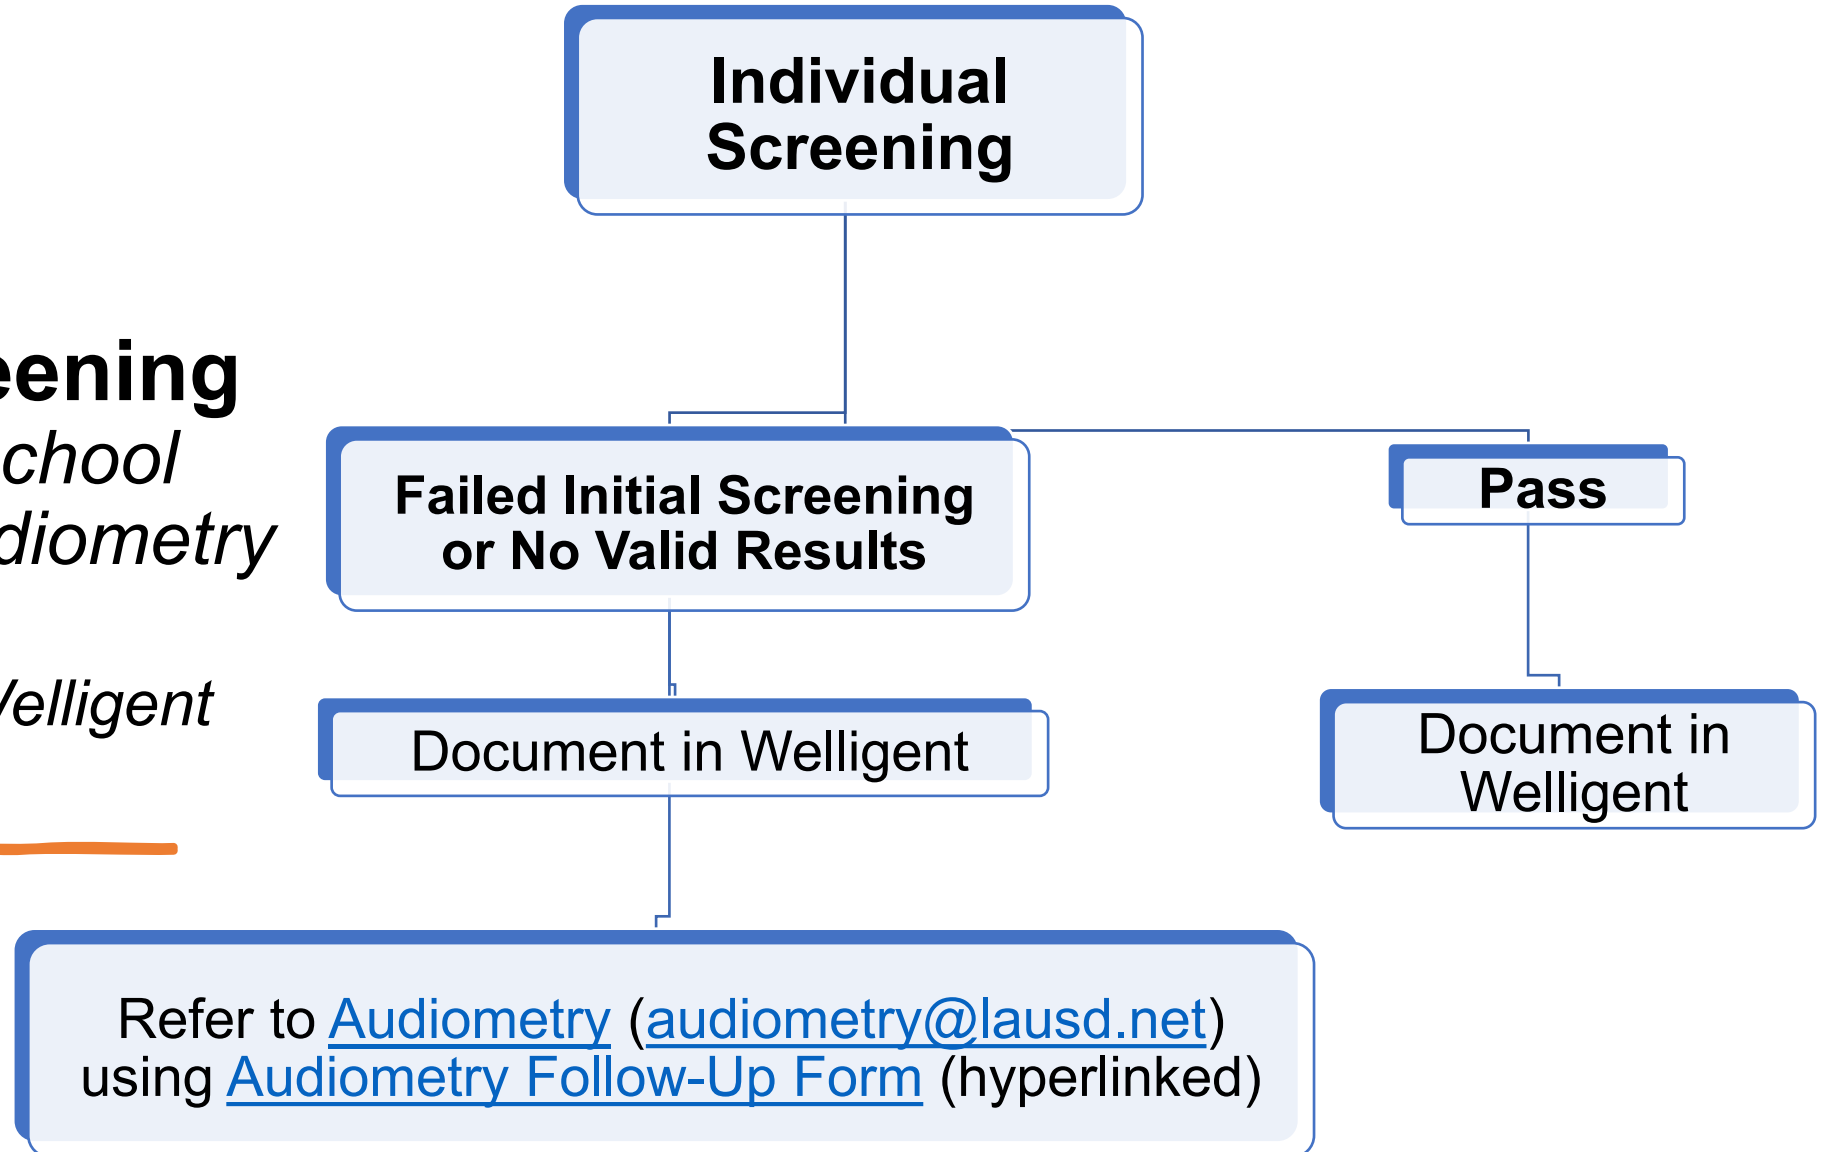 Individual
Screening
eening
chool
diometry
Welligent
Failed Initial Screening
or No Valid Results
Pass
Document in Welligent
Document in
Welligent
Refer to Audiometry (audiometry@lausd.net)
using Audiometry Follow-Up Form (hyperlinked)